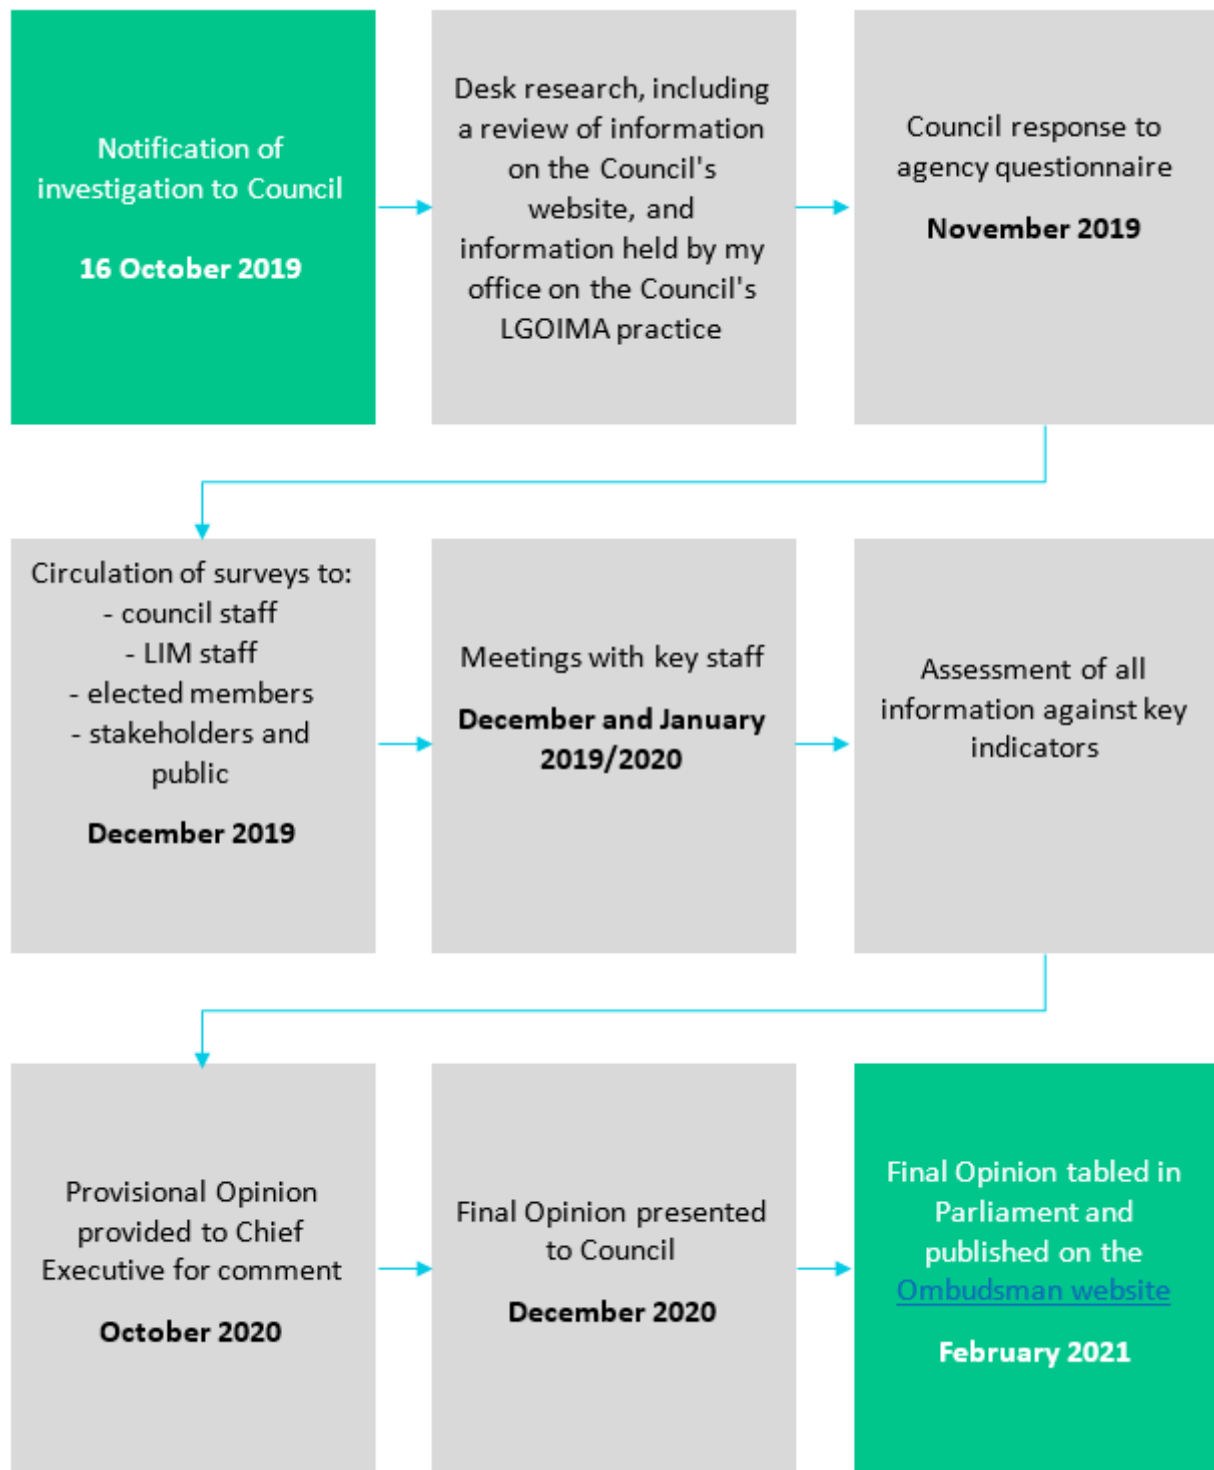 Notification of
investigation to Council
16 October 2019
Desk research, including
a review of information
on the Council's
website, and
information held by my
office on the Council's
LGOIMA practice
Council response to
agency questionnaire
November 2019
Circulation of surveys to:
- council staff
- LIM staff
- elected members
- stakeholders and
public
December 2019
Meetings with key staff
December and January
2019/2020
Assessment of all
information against key
indicators
Provisional Opinion
provided to Chief
Executive for comment
October 2020
Final Opinion presented
to Council
December 2020
Final Opinion tabled in
Parliament and
published on the
Ombudsman website
February 2021